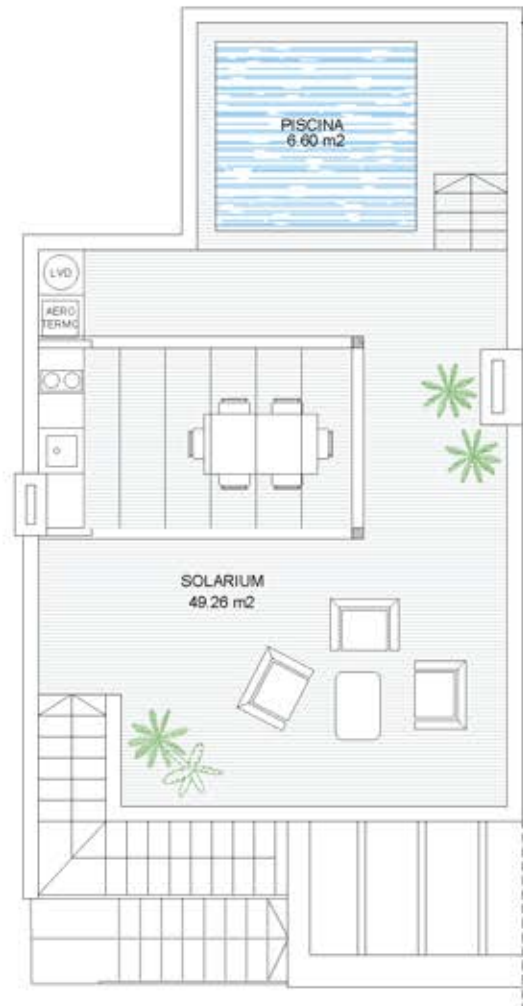 PISCINA
6.60 m2
LVD
AERO
TERMO
SOLARIUM
49.26 m2